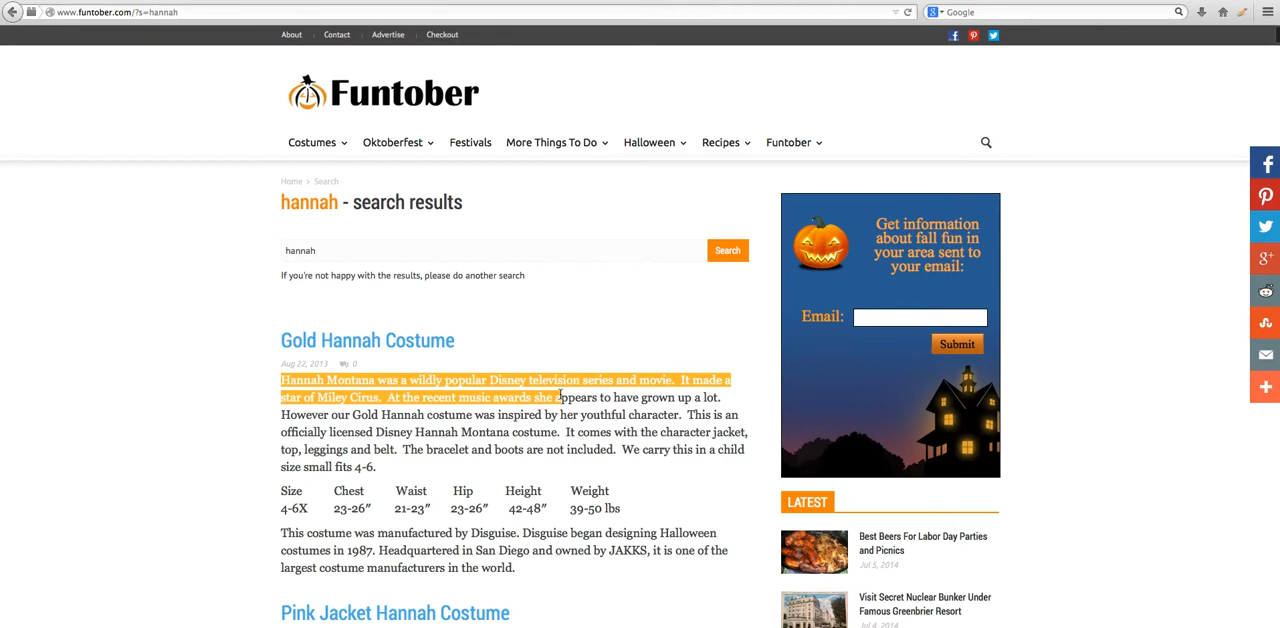 www.funtober.com/?s=hannah
Google
About
Contact
Advertise
Checkout
Funtober
Costumes
Oktoberfest
Festivals
More Things To Do
Halloween
Recipes
Funtober
Home > Search
hannah - search results
hannah
Search
If you're not happy with the results, please do another search
Gold Hannah Costume
Aug 22, 2013 0
Hannah Montana was a wildly popular Disney television series and movie. It made a
star of Miley Cirus. At the recent music awards she appears to have grown up a lot.
However our Gold Hannah costume was inspired by her youthful character. This is an
officially licensed Disney Hannah Montana costume. It comes with the character jacket,
top, leggings and belt. The bracelet and boots are not included. We carry this in a child
size small fits 4-6.
Size Chest Waist Hip Height Weight
4-6X 23-26″ 21-23″ 23-26″ 42-48″ 39-50 lbs
This costume was manufactured by Disguise. Disguise began designing Halloween
costumes in 1987. Headquartered in San Diego and owned by JAKKS, it is one of the
largest costume manufacturers in the world.
Pink Jacket Hannah Costume
Get information
about fall fun in
your area sent to
your email:
Email:
Submit
LATEST
Best Beers For Labor Day Parties
and Picnics
Jul 5, 2014
Visit Secret Nuclear Bunker Under
Famous Greenbrier Resort
Jul 4, 2014